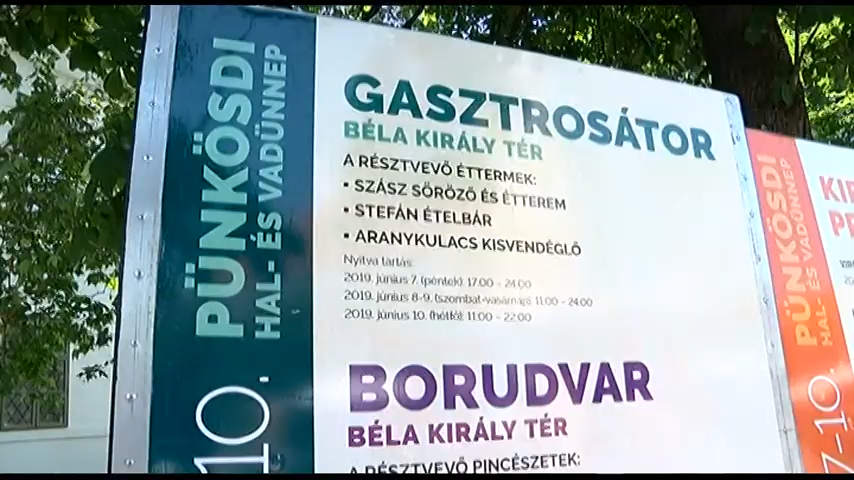 PÜNKÖSDI
HAL- ÉS VADÜNNEP
10.
GASZTROSÁTOR
BÉLA KIRÁLY TÉR
A RÉSZTVEVŐ ÉTTERMEK:
• SZÁSZ SÖRÖZŐ ÉS ÉTTEREM
• STEFÁN ÉTELBÁR
• ARANYKULACS KISVENDÉGLŐ
Nyitva tartás:
2019. június 7. (péntek): 17:00 - 24:00
2019. június 8-9. (szombat-vasárnap): 11:00 - 24:00
2019. június 10. (hétfő): 11:00 - 22:00
BORUDVAR
BÉLA KIRÁLY TÉR
A RÉSZTVEVŐ PINCÉSZETEK:
PÜNKÖSDI
HAL- ÉS VADÜNNEP
7-10.